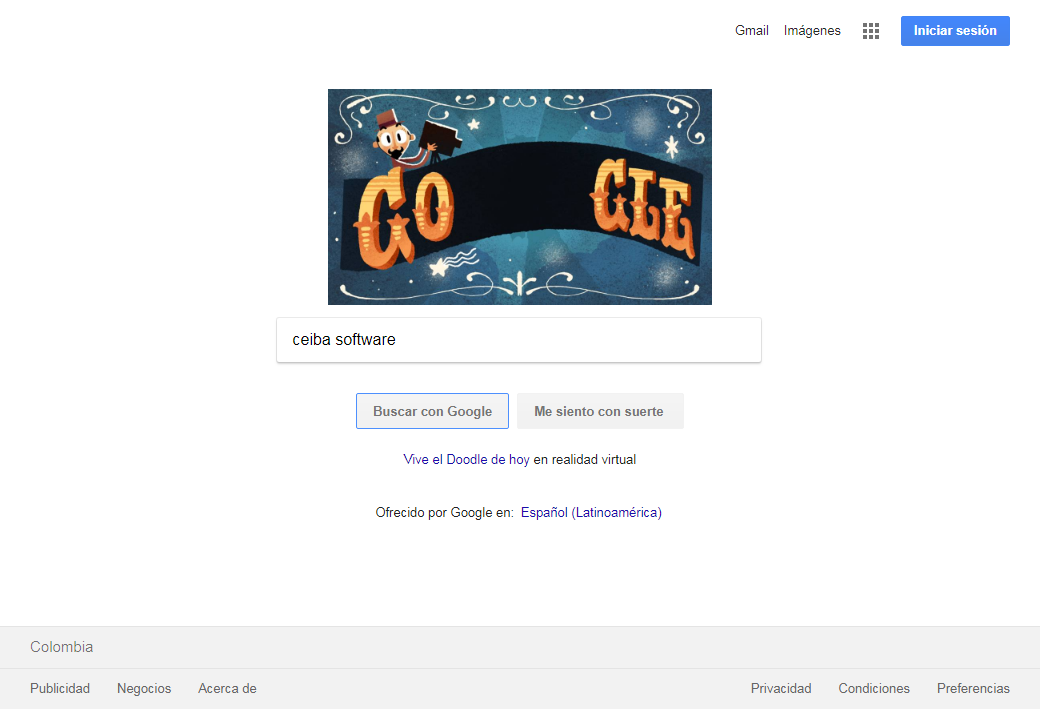 Gmail Imágenes Iniciar sesión
GO GLE
ceiba software
Buscar con Google Me siento con suerte
Vive el Doodle de hoy en realidad virtual
Ofrecido por Google en: Español (Latinoamérica)
Colombia
Publicidad Negocios Acerca de Privacidad Condiciones Preferencias